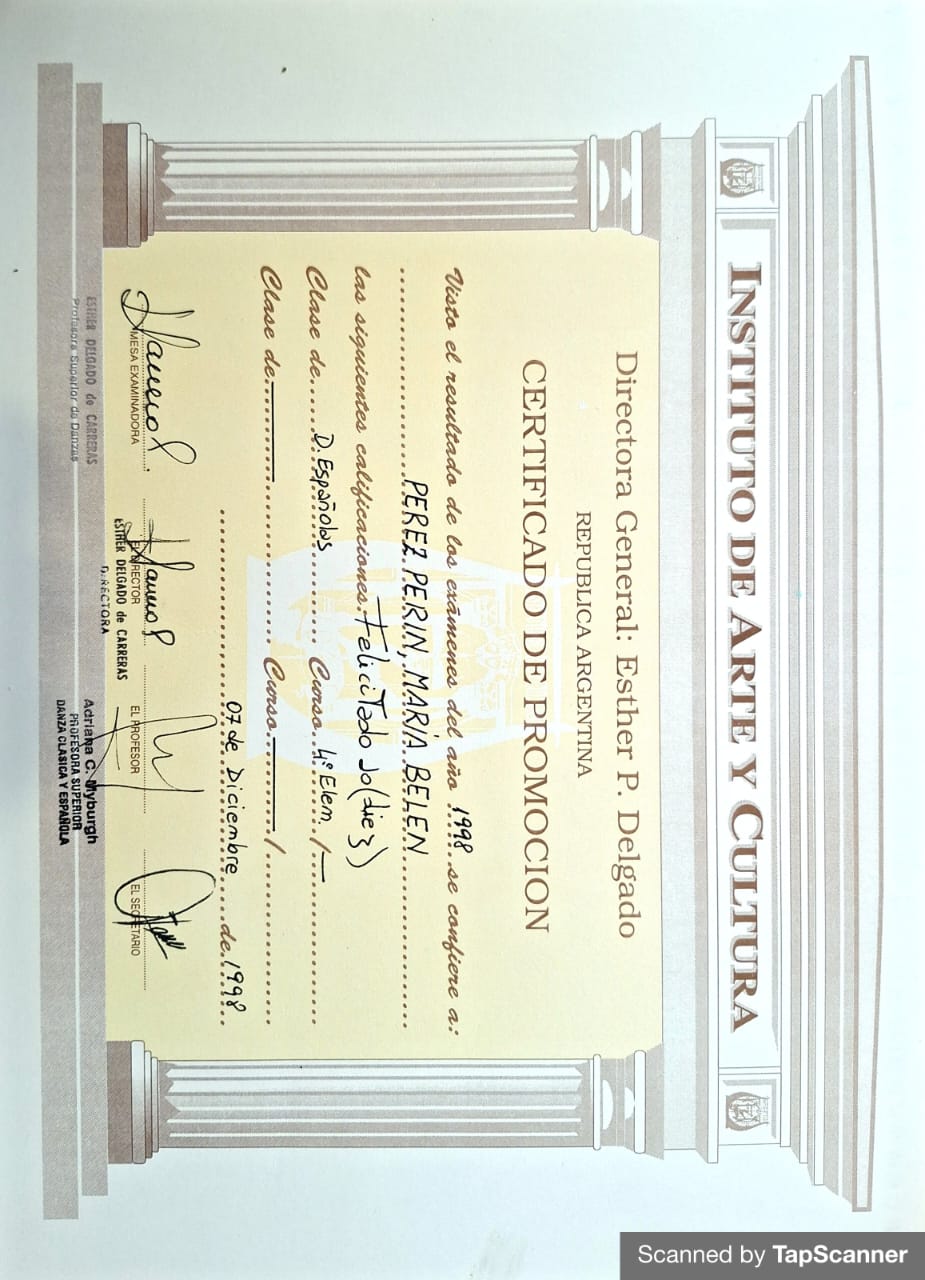 INSTITUTO DE ARTE Y CULTURA
Directora General: Esther P. Delgado
REPUBLICA ARGENTINA
CERTIFICADO DE PROMOCION
Visto el resultado de los exámenes del año 1998 se confiere a:
PEREZ PERIN, MARÍA BELEN
las siguientes calificaciones: Felicitado 10 (diez)
Clase de D. Españolas Curso 4º Elem. / —
Clase de — Curso — /
07 de Diciembre de 1998
MESA EXAMINADORA
EL DIRECTOR
EL PROFESOR
EL SECRETARIO
ESTHER DELGADO de CARRERAS
Profesora Superior de Danzas
ESTHER DELGADO de CARRERAS
DIRECTORA
Adriana C. Myburgh
PROFESORA SUPERIOR
DANZA CLASICA Y ESPAÑOLA
Scanned by TapScanner